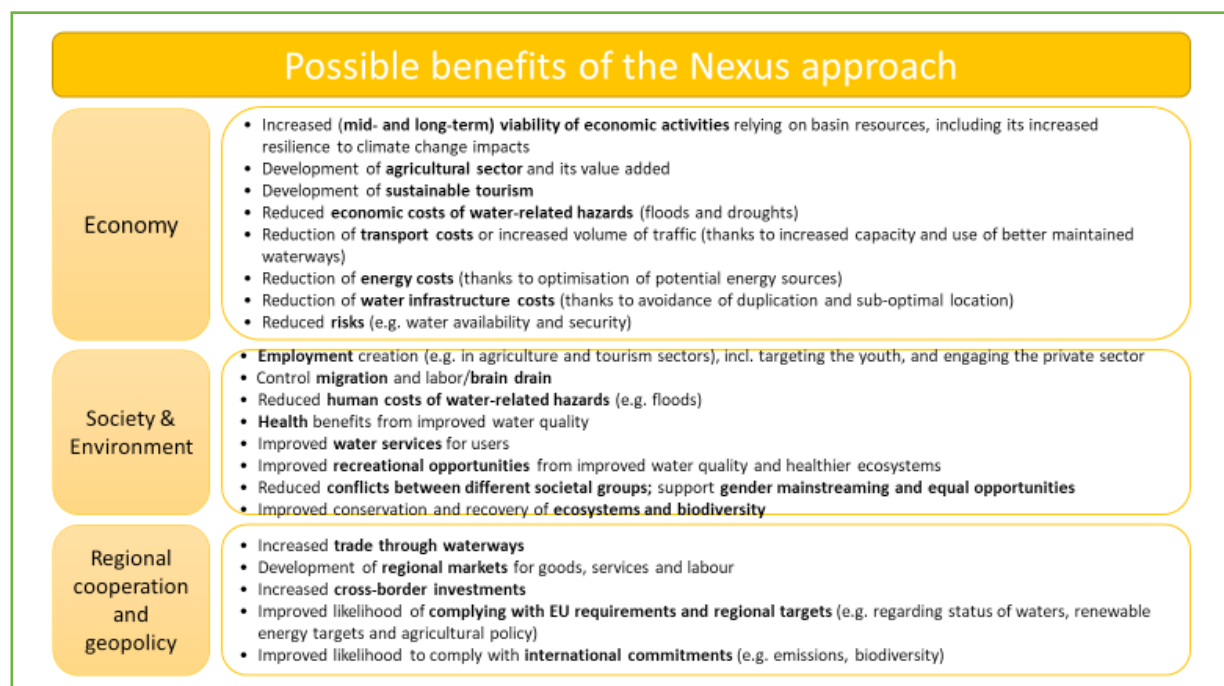 Possible benefits of the Nexus approach
Economy
• Increased (mid- and long-term) viability of economic activities relying on basin resources, including its increased
resilience to climate change impacts
• Development of agricultural sector and its value added
• Development of sustainable tourism
• Reduced economic costs of water-related hazards (floods and droughts)
• Reduction of transport costs or increased volume of traffic (thanks to increased capacity and use of better maintained
waterways)
• Reduction of energy costs (thanks to optimisation of potential energy sources)
• Reduction of water infrastructure costs (thanks to avoidance of duplication and sub-optimal location)
• Reduced risks (e.g. water availability and security)
Society &
Environment
• Employment creation (e.g. in agriculture and tourism sectors), incl. targeting the youth, and engaging the private sector
• Control migration and labor/brain drain
• Reduced human costs of water-related hazards (e.g. floods)
• Health benefits from improved water quality
• Improved water services for users
• Improved recreational opportunities from improved water quality and healthier ecosystems
• Reduced conflicts between different societal groups; support gender mainstreaming and equal opportunities
• Improved conservation and recovery of ecosystems and biodiversity
Regional
cooperation
and
geopolicy
• Increased trade through waterways
• Development of regional markets for goods, services and labour
• Increased cross-border investments
• Improved likelihood of complying with EU requirements and regional targets (e.g. regarding status of waters, renewable
energy targets and agricultural policy)
• Improved likelihood to comply with international commitments (e.g. emissions, biodiversity)